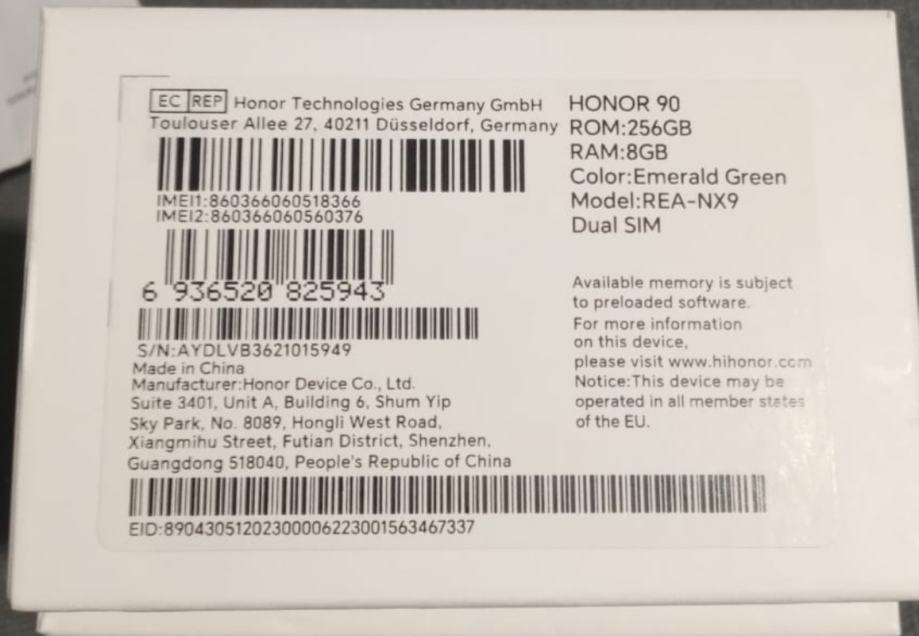 EC REP Honor Technologies Germany GmbH
Toulouser Allee 27, 40211 Düsseldorf, Germany
IMEI1:860366060518366
IMEI2:860366060560376
6 936520 825943
S/N:AYDLVB3621015949
Made in China
Manufacturer:Honor Device Co., Ltd.
Suite 3401, Unit A, Building 6, Shum Yip
Sky Park, No. 8089, Hongli West Road,
Xiangmihu Street, Futian District, Shenzhen,
Guangdong 518040, People's Republic of China
EID:89043051202300006223001563467337
HONOR 90
ROM:256GB
RAM:8GB
Color:Emerald Green
Model:REA-NX9
Dual SIM
Available memory is subject
to preloaded software.
For more information
on this device,
please visit www.hihonor.com
Notice:This device may be
operated in all member states
of the EU.